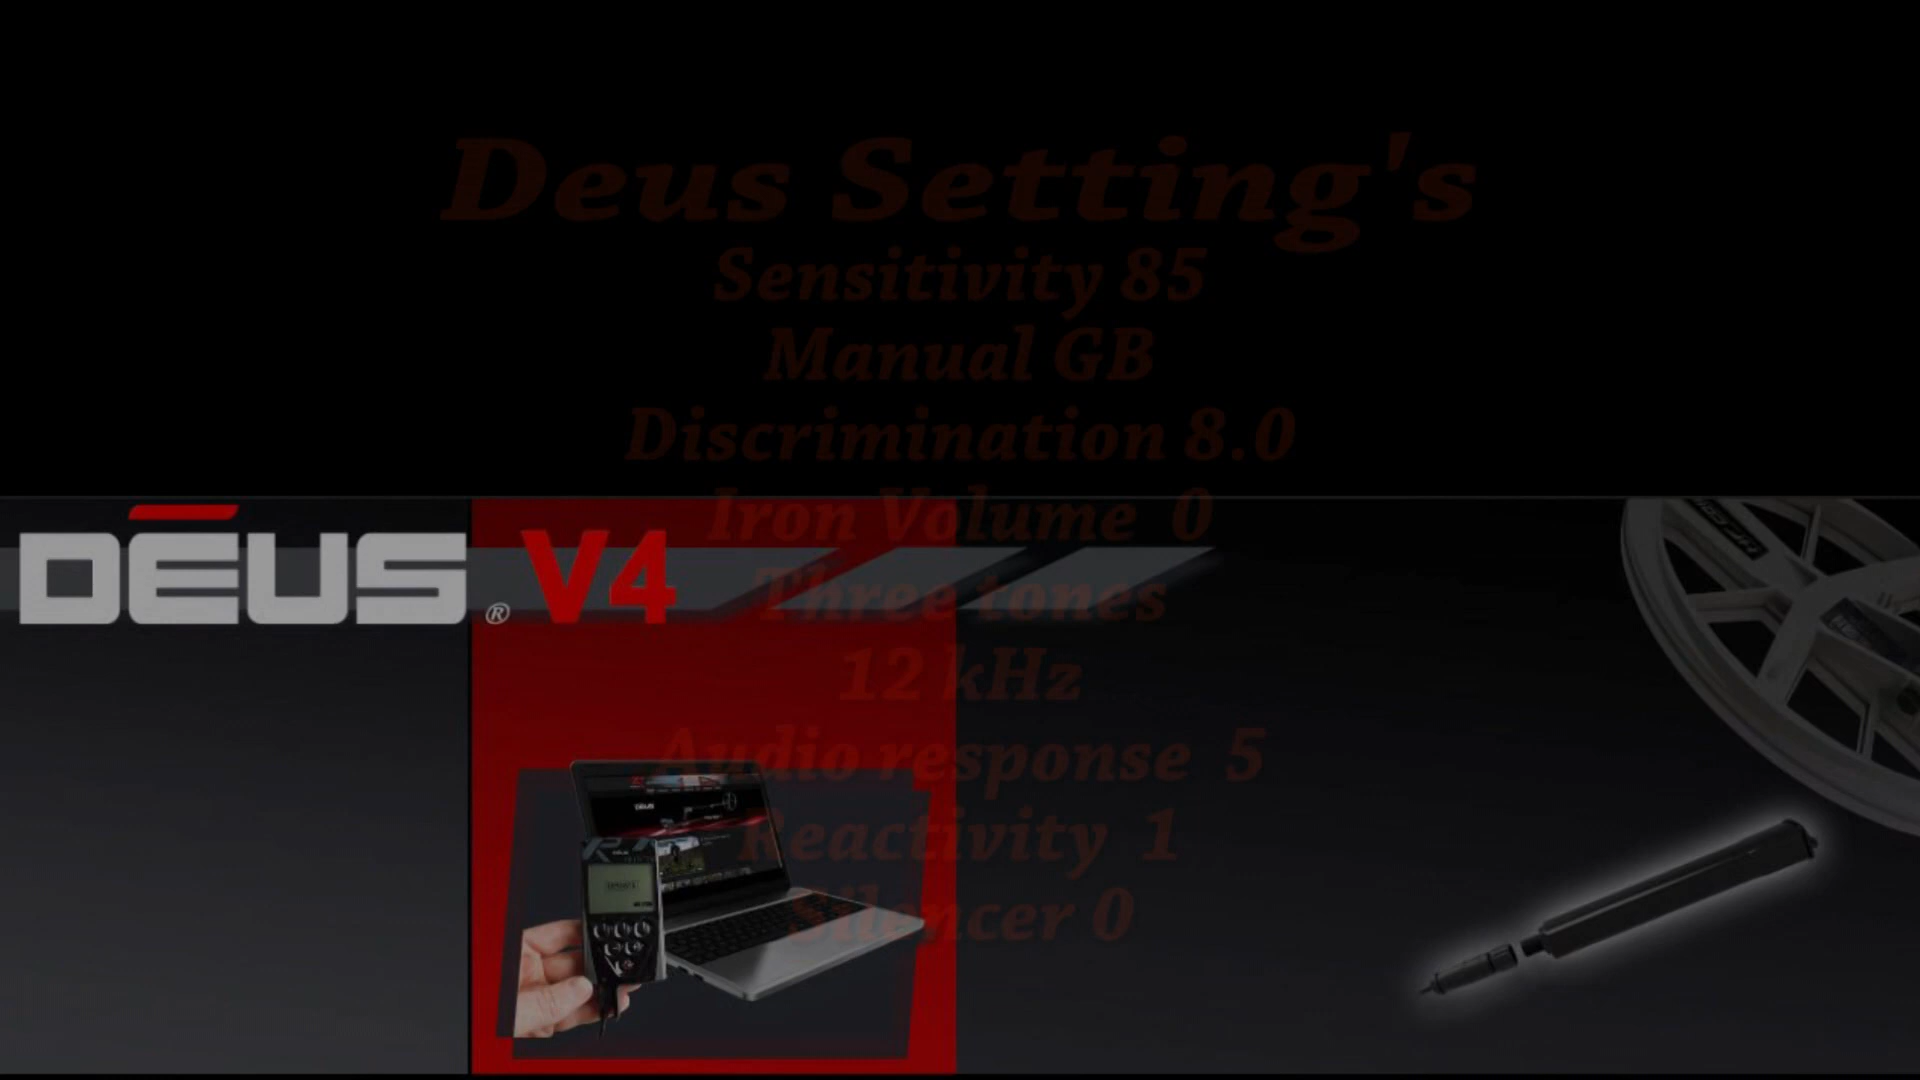 Deus Setting's
Sensitivity 85
Manual GB
Discrimination 8.0
Iron Volume 0
DĒUS® V4
Three tones
12 kHz
Audio response 5
Reactivity 1
Silencer 0